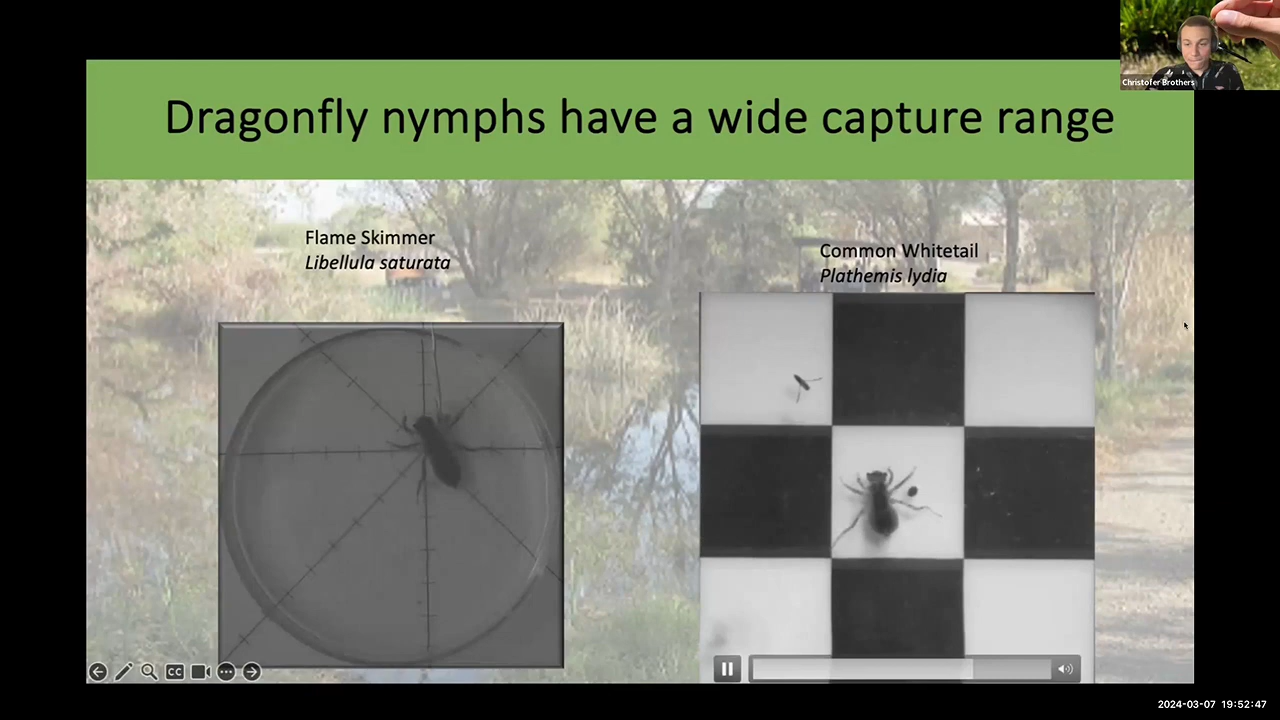 Christofer Brothers
Dragonfly nymphs have a wide capture range
Flame Skimmer
Libellula saturata
Common Whitetail
Plathemis lydia
CC
2024-03-07 19:52:47